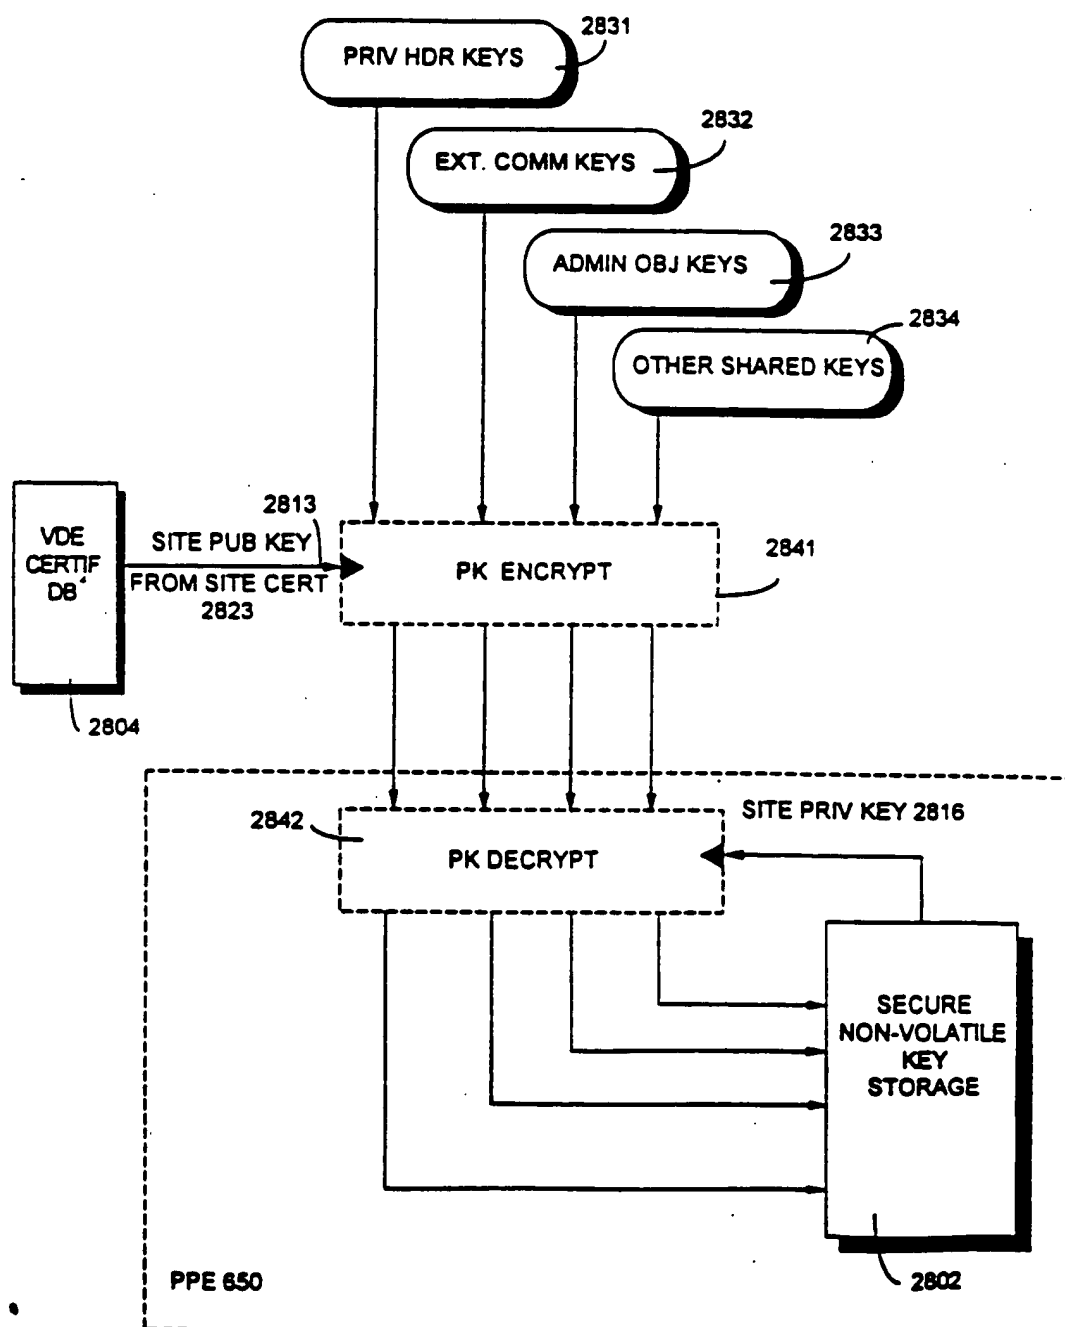 2831
PRIV HDR KEYS
2832
EXT. COMM KEYS
2833
ADMIN OBJ KEYS
2834
OTHER SHARED KEYS
2813
VDE
CERTIF
DB
SITE PUB KEY
FROM SITE CERT
2823
PK ENCRYPT
2841
2804
2842
SITE PRIV KEY 2816
PK DECRYPT
SECURE
NON-VOLATILE
KEY
STORAGE
PPE 650
2802